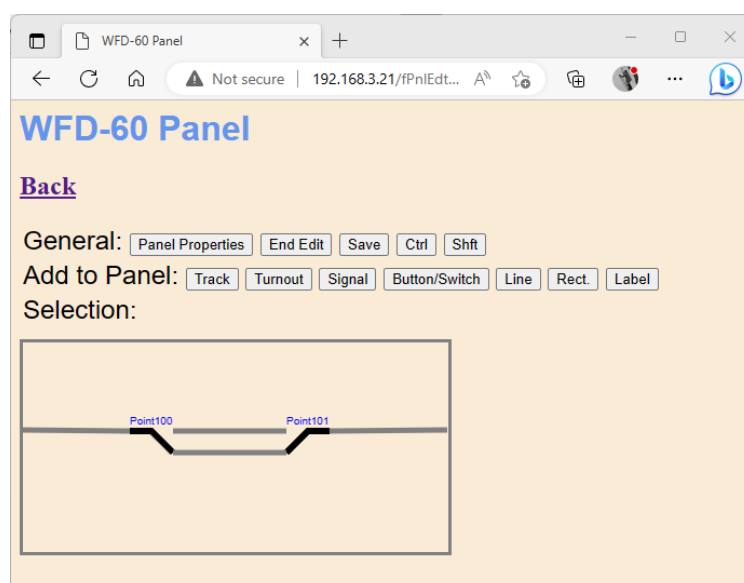 WFD-60 Panel
Not secure | 192.168.3.21/fPnlEdt...
WFD-60 Panel
Back
General: Panel Properties End Edit Save Ctrl Shft
Add to Panel: Track Turnout Signal Button/Switch Line Rect. Label
Selection:
Point100 Point101